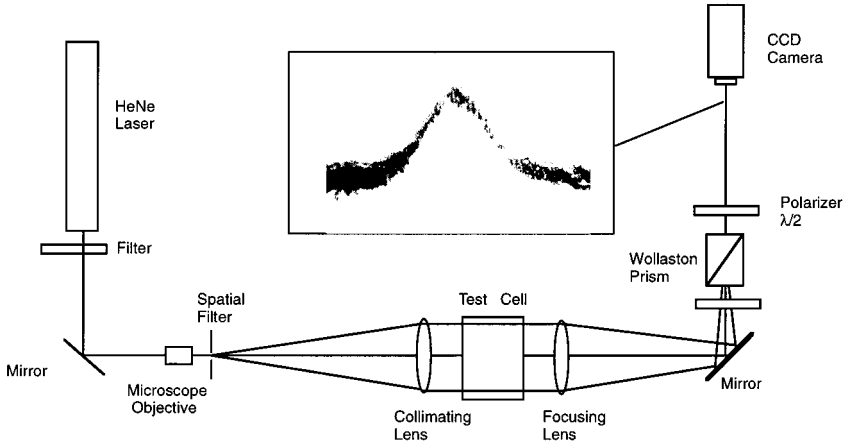 HeNe
Laser
Filter
Mirror
Microscope
Objective
Spatial
Filter
Collimating
Lens
Test Cell
Focusing
Lens
Mirror
Wollaston
Prism
Polarizer
λ/2
CCD
Camera